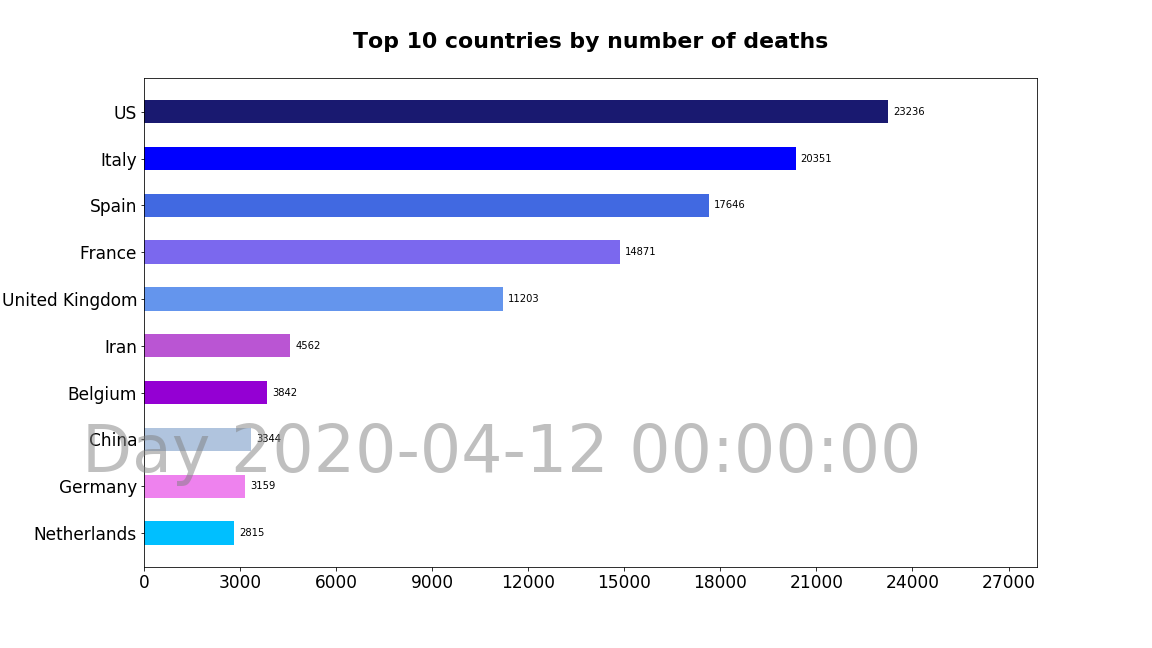 Top 10 countries by number of deaths
US 23236
Italy 20351
Spain 17646
France 14871
United Kingdom 11203
Iran 4562
Belgium 3842
China 3344
Day 2020-04-12 00:00:00
Germany 3159
Netherlands 2815
0 3000 6000 9000 12000 15000 18000 21000 24000 27000